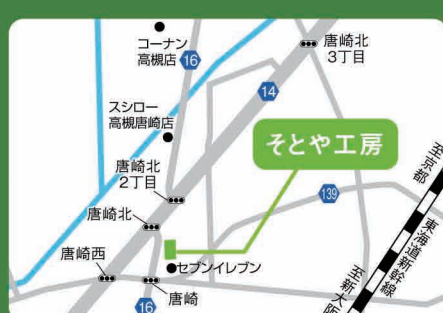 コーナン
高槻店
16
唐崎北
3丁目
14
スシロー
高槻唐崎店
そとや工房
唐崎北
2丁目
139
至京都
唐崎北
東海道新幹線
唐崎西
セブンイレブン
至新大阪
唐崎
16